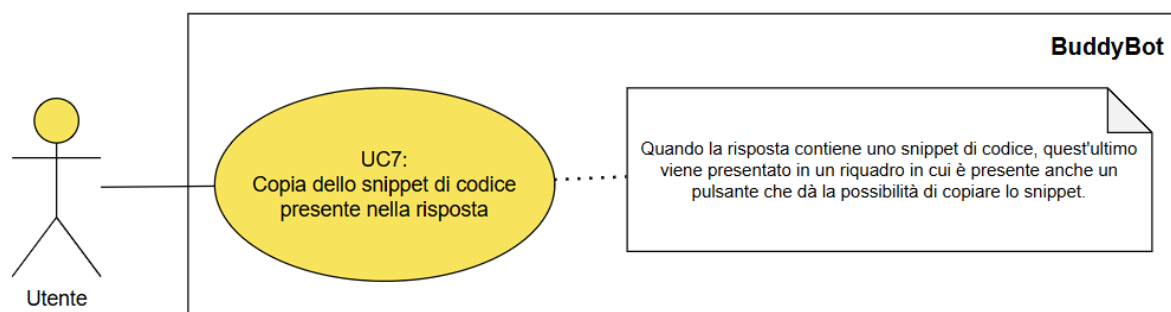 BuddyBot
UC7:
Copia dello snippet di codice
presente nella risposta
Quando la risposta contiene uno snippet di codice, quest'ultimo
viene presentato in un riquadro in cui è presente anche un
pulsante che dà la possibilità di copiare lo snippet.
Utente